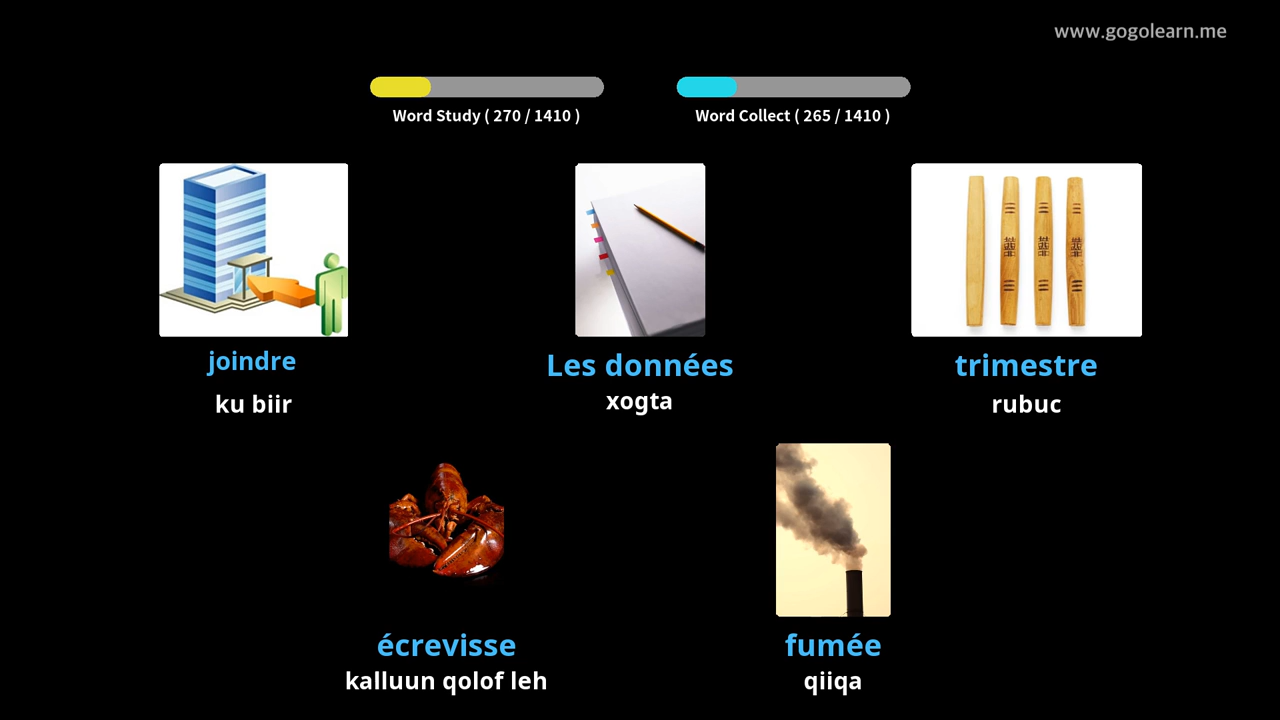 www.gogolearn.me
Word Study ( 270 / 1410 )
Word Collect ( 265 / 1410 )
joindre
ku biir
Les données
xogta
trimestre
rubuc
écrevisse
kalluun qolof leh
fumée
qiiqa